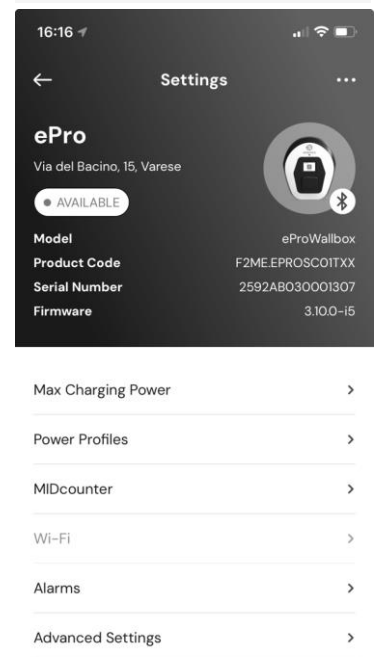 16:16
Settings
ePro
Via del Bacino, 15, Varese
AVAILABLE
Model eProWallbox
Product Code F2ME.EPROSC01TXX
Serial Number 2592AB030001307
Firmware 3.10.0-i5
Max Charging Power
Power Profiles
MIDcounter
Wi-Fi
Alarms
Advanced Settings